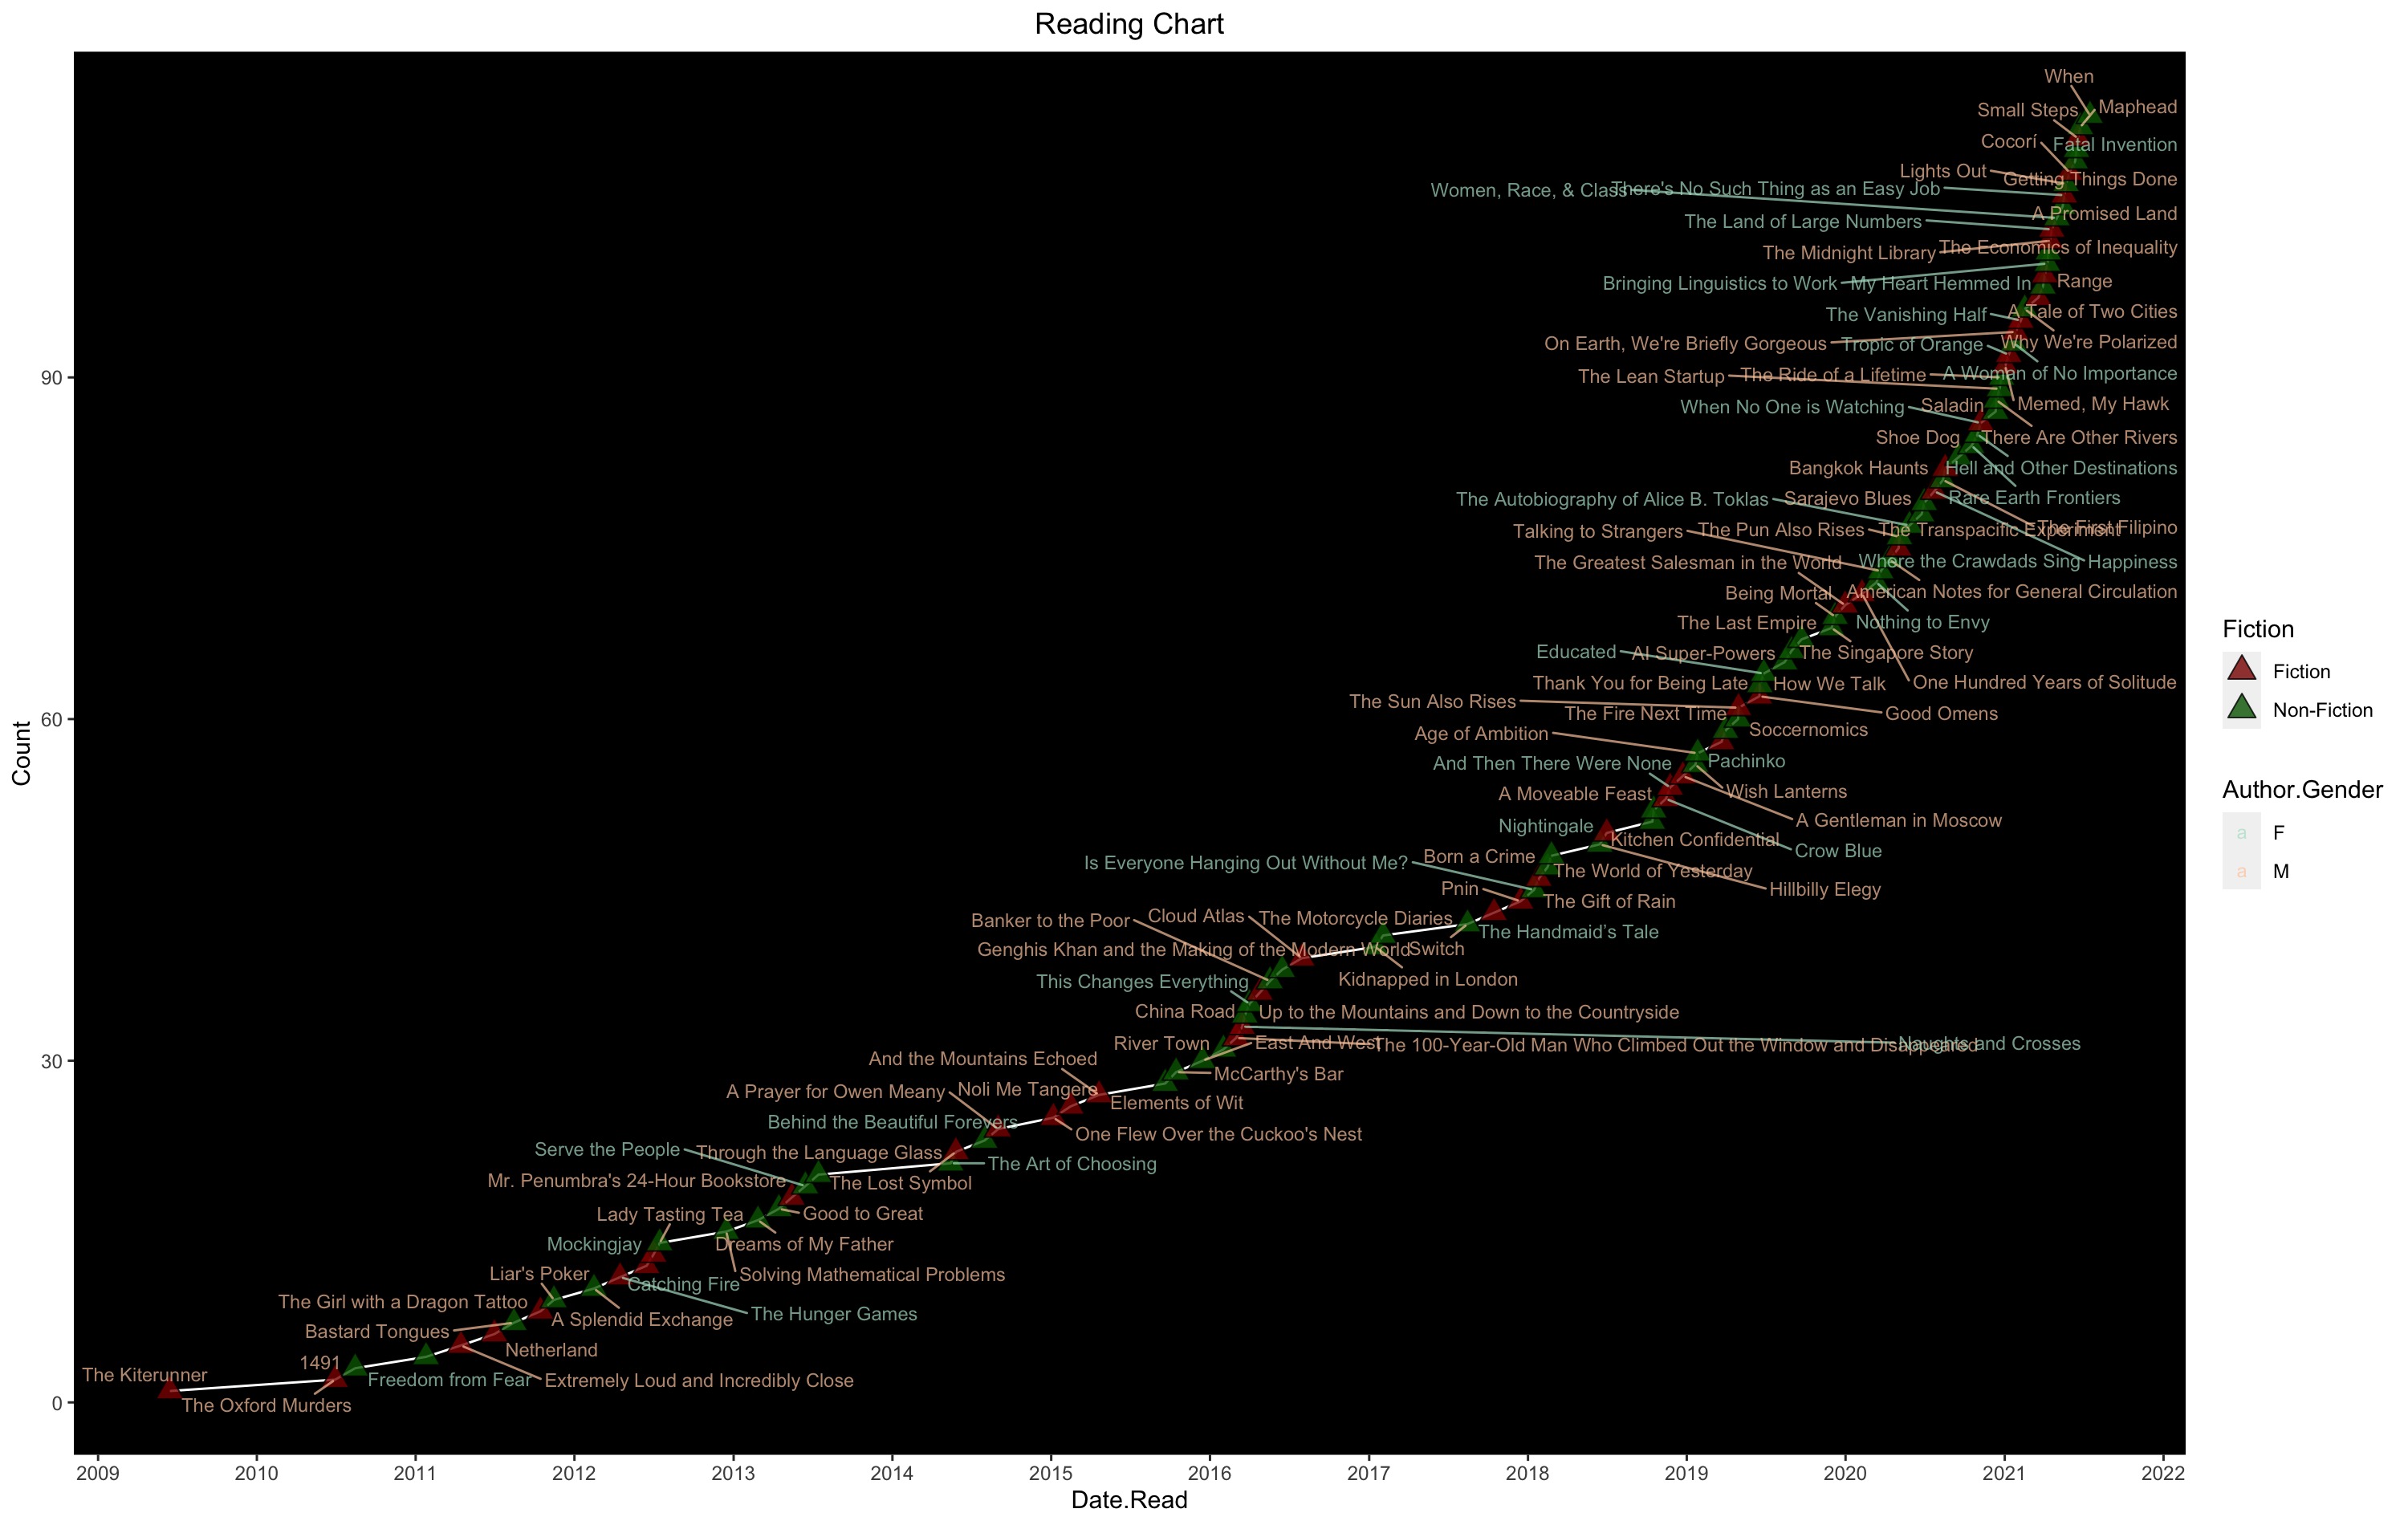 Reading Chart
When
Small Steps
Maphead
Cocorí
Fatal Invention
Lights Out
Getting Things Done
Women, Race, & Class
There's No Such Thing as an Easy Job
A Promised Land
The Land of Large Numbers
The Economics of Inequality
The Midnight Library
Bringing Linguistics to Work
My Heart Hemmed In
Range
The Vanishing Half
A Tale of Two Cities
On Earth, We're Briefly Gorgeous
Tropic of Orange
Why We're Polarized
The Lean Startup
The Ride of a Lifetime
A Woman of No Importance
When No One is Watching
Saladin
Memed, My Hawk
Shoe Dog
There Are Other Rivers
Bangkok Haunts
Hell and Other Destinations
The Autobiography of Alice B. Toklas
Sarajevo Blues
Rare Earth Frontiers
Talking to Strangers
The Pun Also Rises
The Transpacific Experiment
The First Filipino
The Greatest Salesman in the World
Where the Crawdads Sing
Happiness
Being Mortal
American Notes for General Circulation
The Last Empire
Nothing to Envy
Educated
AI Super-Powers
The Singapore Story
Thank You for Being Late
How We Talk
One Hundred Years of Solitude
The Sun Also Rises
The Fire Next Time
Good Omens
Age of Ambition
Soccernomics
And Then There Were None
Pachinko
A Moveable Feast
Wish Lanterns
Nightingale
A Gentleman in Moscow
Kitchen Confidential
Crow Blue
Is Everyone Hanging Out Without Me?
Born a Crime
The World of Yesterday
Pnin
Hillbilly Elegy
The Gift of Rain
Banker to the Poor
Cloud Atlas
The Motorcycle Diaries
The Handmaid's Tale
Genghis Khan and the Making of the Modern World
Switch
This Changes Everything
Kidnapped in London
China Road
Up to the Mountains and Down to the Countryside
River Town
East And West
The 100-Year-Old Man Who Climbed Out the Window and Disappeared
Naughts and Crosses
And the Mountains Echoed
McCarthy's Bar
A Prayer for Owen Meany
Noli Me Tangere
Elements of Wit
Behind the Beautiful Forevers
One Flew Over the Cuckoo's Nest
Serve the People
Through the Language Glass
The Art of Choosing
Mr. Penumbra's 24-Hour Bookstore
The Lost Symbol
Lady Tasting Tea
Good to Great
Mockingjay
Dreams of My Father
Liar's Poker
Catching Fire
Solving Mathematical Problems
The Girl with a Dragon Tattoo
A Splendid Exchange
The Hunger Games
Bastard Tongues
Netherland
1491
The Kiterunner
Freedom from Fear
Extremely Loud and Incredibly Close
The Oxford Murders
90
60
30
0
Count
2009 2010 2011 2012 2013 2014 2015 2016 2017 2018 2019 2020 2021 2022
Date.Read
Fiction
Fiction
Non-Fiction
Author.Gender
a F
a M